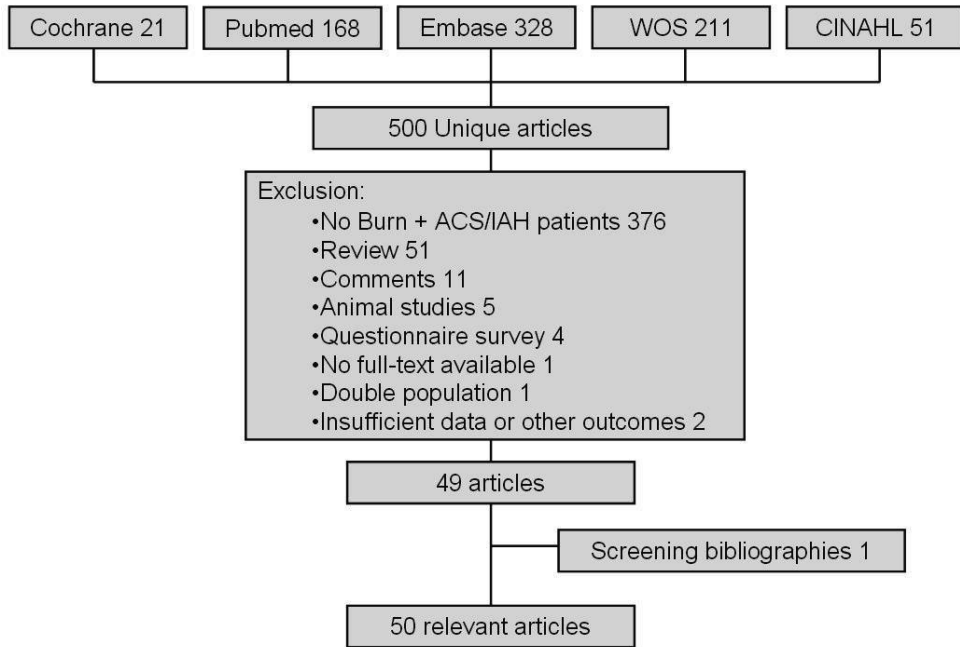 Cochrane 21
Pubmed 168
Embase 328
WOS 211
CINAHL 51
500 Unique articles
Exclusion:
•No Burn + ACS/IAH patients 376
•Review 51
•Comments 11
•Animal studies 5
•Questionnaire survey 4
•No full-text available 1
•Double population 1
•Insufficient data or other outcomes 2
49 articles
Screening bibliographies 1
50 relevant articles